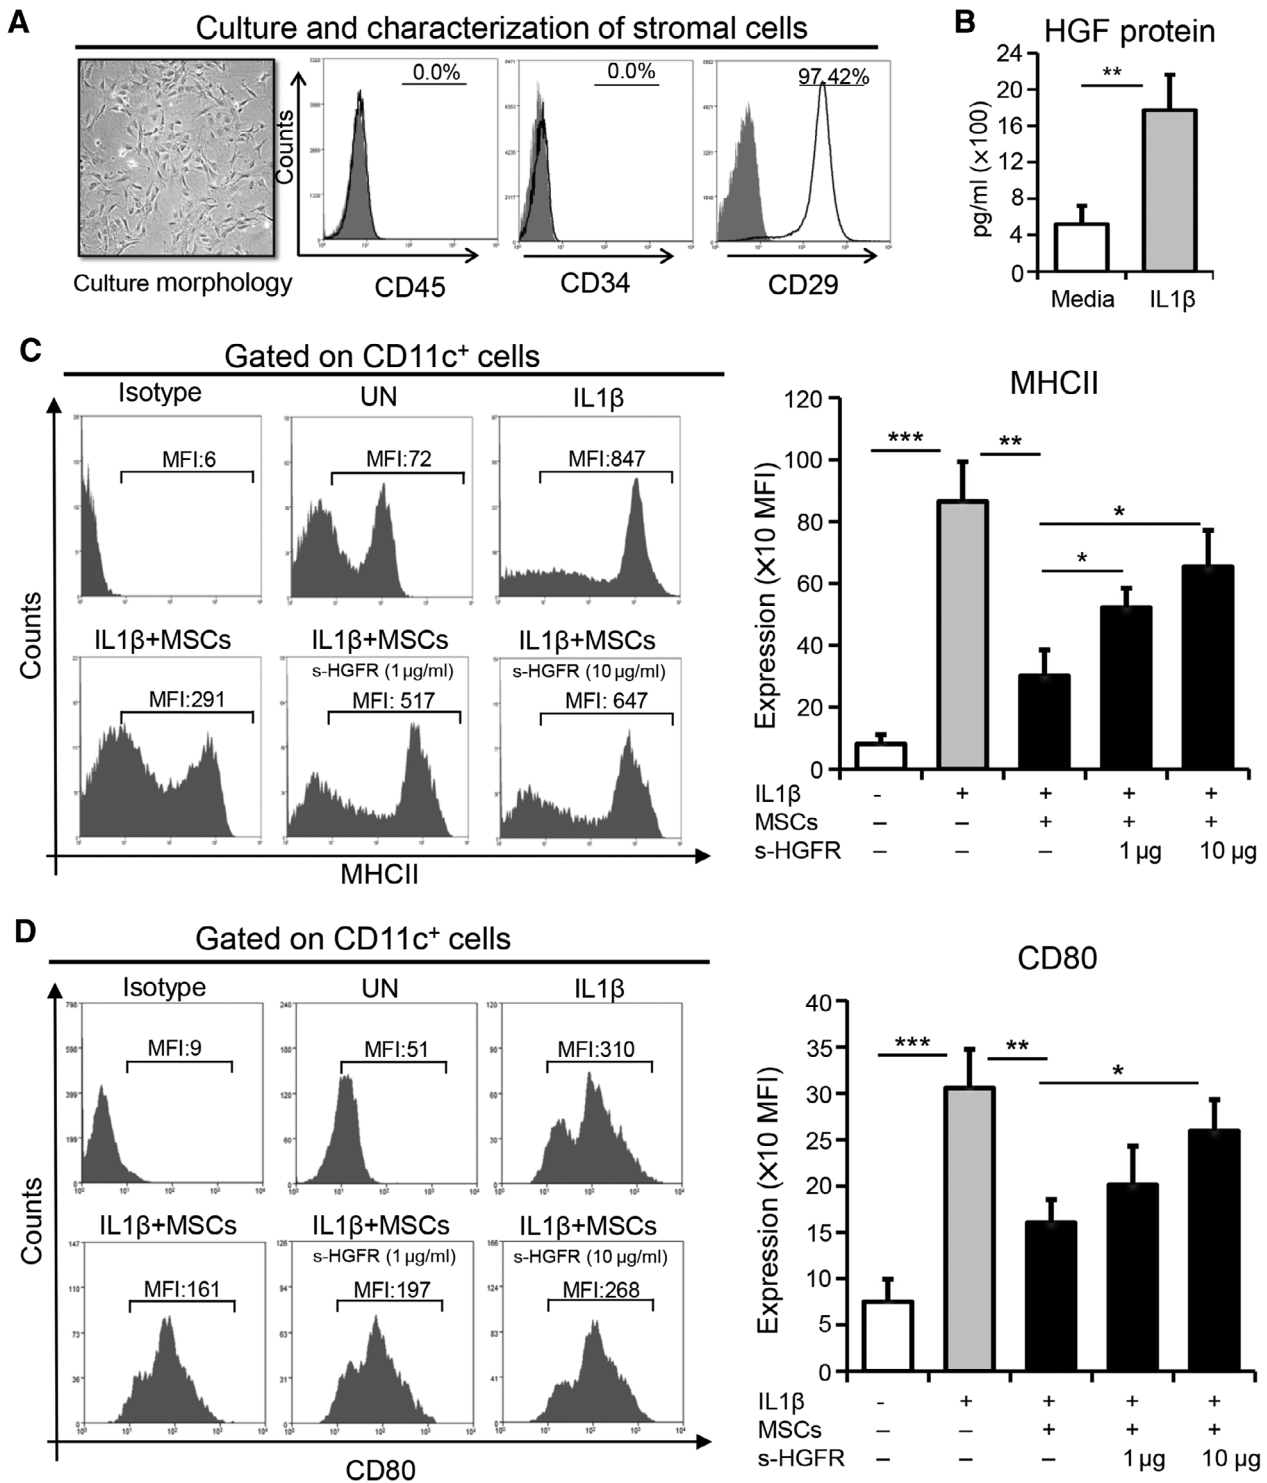 A
Culture and characterization of stromal cells
0.0%
0.0%
97.42%
Counts
Culture morphology
CD45
CD34
CD29
B
HGF protein
pg/ml (×100)
24
20
16
12
8
4
0
**
Media
IL1β
C
Gated on CD11c+ cells
Isotype
UN
IL1β
MFI:6
MFI:72
MFI:847
IL1β+MSCs
IL1β+MSCs
IL1β+MSCs
s-HGFR (1 µg/ml)
s-HGFR (10 µg/ml)
MFI:291
MFI: 517
MFI: 647
Counts
MHCII
MHCII
Expression (×10 MFI)
120
100
80
60
40
20
0
***
**
*
*
IL1β - + + + +
MSCs – – + + +
s-HGFR – – – 1 µg 10 µg
D
Gated on CD11c+ cells
Isotype
UN
IL1β
MFI:9
MFI:51
MFI:310
IL1β+MSCs
IL1β+MSCs
IL1β+MSCs
s-HGFR (1 µg/ml)
s-HGFR (10 µg/ml)
MFI:161
MFI:197
MFI:268
Counts
CD80
CD80
Expression (×10 MFI)
40
35
30
25
20
15
10
5
0
***
**
*
IL1β - + + + +
MSCs – – + + +
s-HGFR – – – 1 µg 10 µg